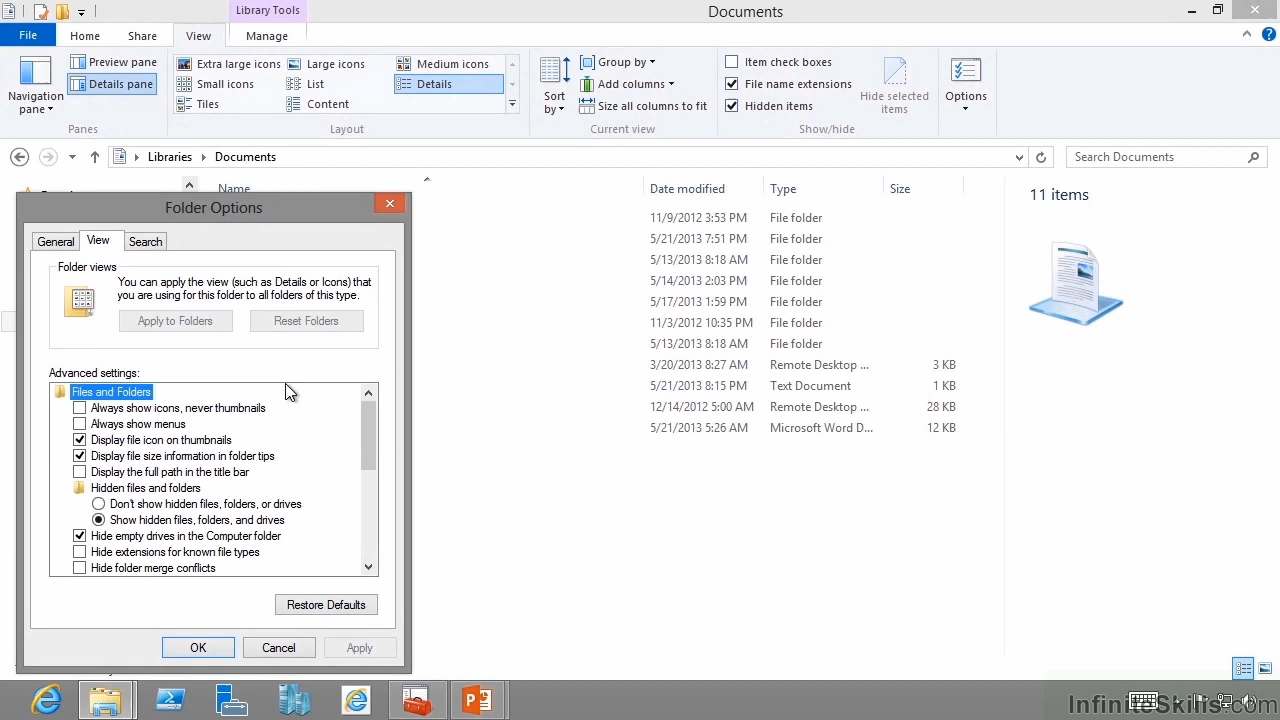 Library Tools
Documents
File
Home
Share
View
Manage
Navigation
pane
Preview pane
Details pane
Panes
Extra large icons
Large icons
Medium icons
Small icons
List
Details
Tiles
Content
Layout
Sort
by
Group by
Add columns
Size all columns to fit
Current view
Item check boxes
File name extensions
Hidden items
Hide selected
items
Show/hide
Options
Libraries
Documents
Search Documents
Name
Date modified
Type
Size
11/9/2012 3:53 PM File folder
5/21/2013 7:51 PM File folder
5/13/2013 8:18 AM File folder
5/14/2013 2:03 PM File folder
5/17/2013 1:59 PM File folder
11/3/2012 10:35 PM File folder
5/13/2013 8:18 AM File folder
3/20/2013 8:27 AM Remote Desktop ... 3 KB
5/21/2013 8:15 PM Text Document 1 KB
12/14/2012 5:00 AM Remote Desktop ... 28 KB
5/21/2013 5:26 AM Microsoft Word D... 12 KB
11 items
Folder Options
General
View
Search
Folder views
You can apply the view (such as Details or Icons) that
you are using for this folder to all folders of this type.
Apply to Folders
Reset Folders
Advanced settings:
Files and Folders
Always show icons, never thumbnails
Always show menus
Display file icon on thumbnails
Display file size information in folder tips
Display the full path in the title bar
Hidden files and folders
Don't show hidden files, folders, or drives
Show hidden files, folders, and drives
Hide empty drives in the Computer folder
Hide extensions for known file types
Hide folder merge conflicts
Restore Defaults
OK
Cancel
Apply
InfiniteSkills.com